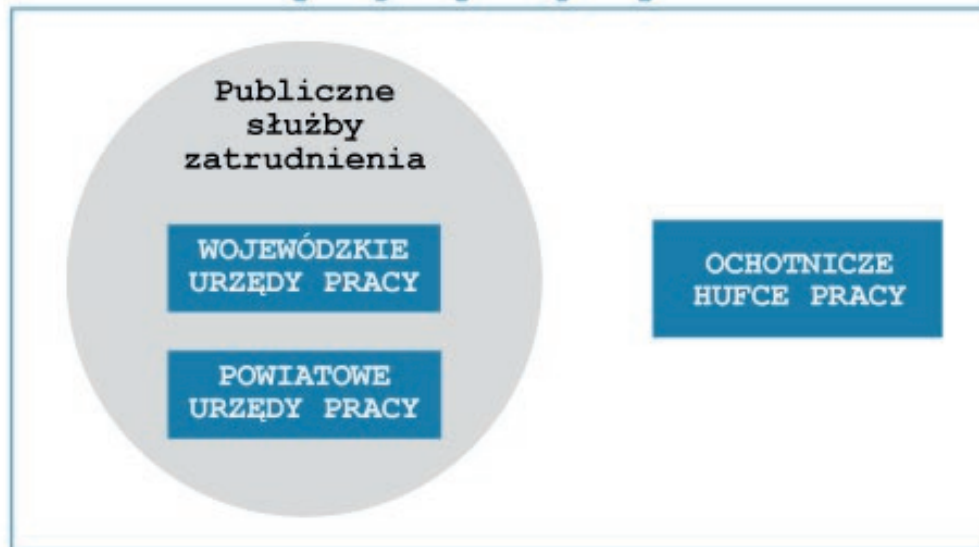 Publiczne
służby
zatrudnienia
WOJEWÓDZKIE
URZĘDY PRACY
POWIATOWE
URZĘDY PRACY
OCHOTNICZE
HUFCE PRACY